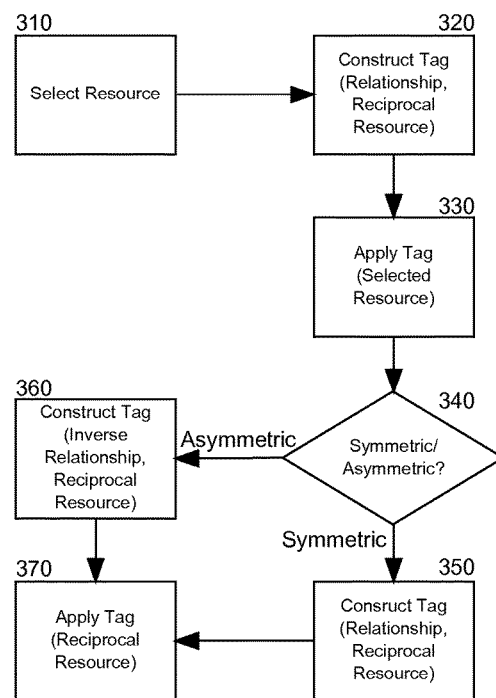 310
Select Resource
320
Construct Tag
(Relationship,
Reciprocal
Resource)
330
Apply Tag
(Selected
Resource)
340
Symmetric/
Asymmetric?
Asymmetric
Symmetric
360
Construct Tag
(Inverse
Relationship,
Reciprocal
Resource)
350
Consruct Tag
(Relationship,
Reciprocal
Resource)
370
Apply Tag
(Reciprocal
Resource)